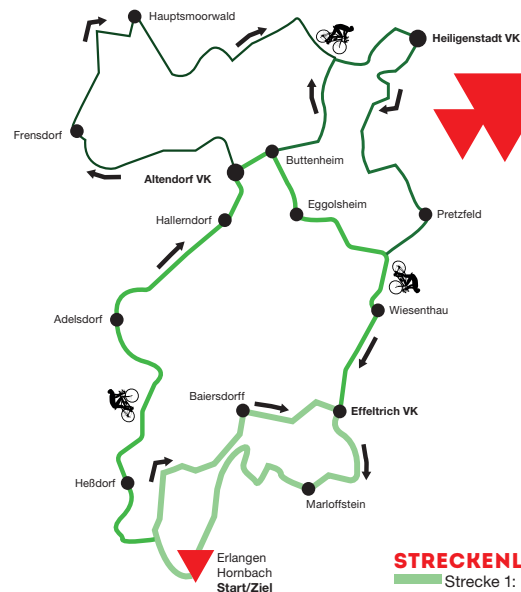 Hauptsmoorwald
Heiligenstadt VK
Frensdorf
Buttenheim
Altendorf VK
Eggolsheim
Hallerndorf
Pretzfeld
Wiesenthau
Adelsdorf
Baiersdorff
Effeltrich VK
Heßdorf
Marloffstein
Erlangen
Hornbach
Start/Ziel
STRECKENL
Strecke 1: